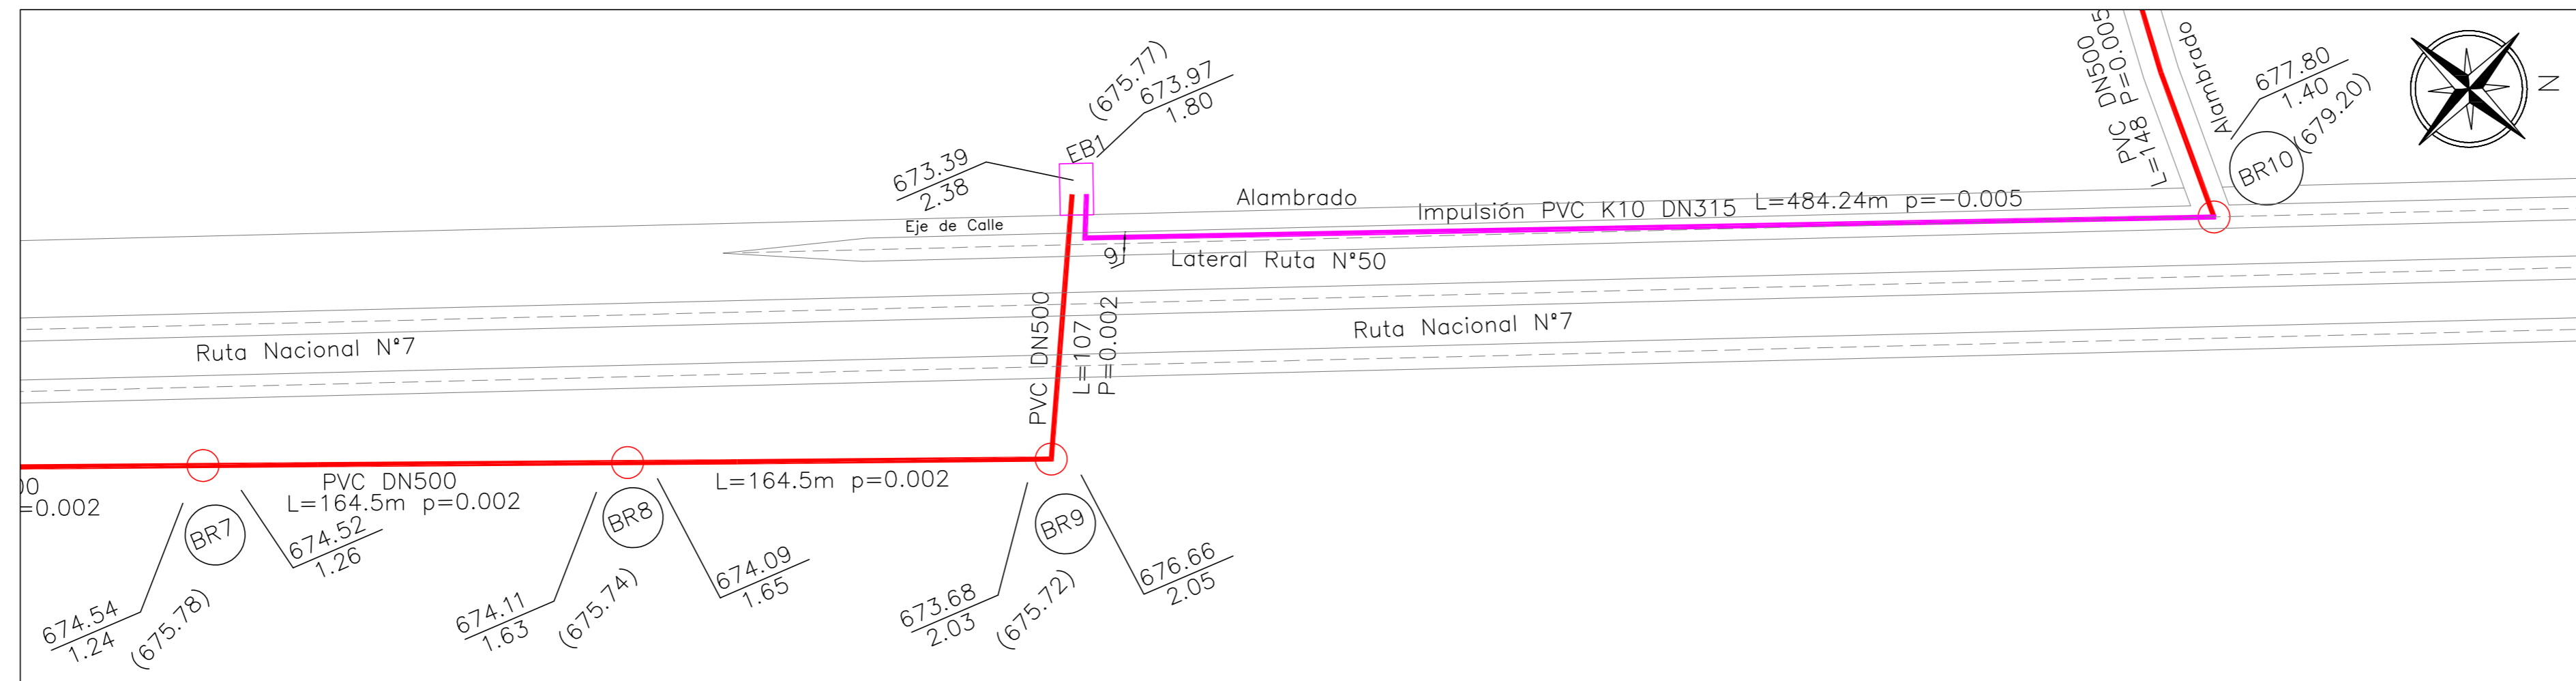 PVC DN500
L=148 P=0.005
Alambrado
677.80
1.40
(679.20)
BR10
N
(675.77)
673.97
1.80
EB1
673.39
2.38
Alambrado
Impulsión PVC K10 DN315 L=484.24m p=-0.005
Eje de Calle
9
Lateral Ruta N°50
PVC DN500
L=107
P=0.002
Ruta Nacional N°7
Ruta Nacional N°7
=0.002
PVC DN500
L=164.5m p=0.002
L=164.5m p=0.002
BR7
674.52
1.26
674.54
1.24
(675.78)
BR8
674.09
1.65
674.11
1.63
(675.74)
BR9
676.66
2.05
673.68
2.03
(675.72)